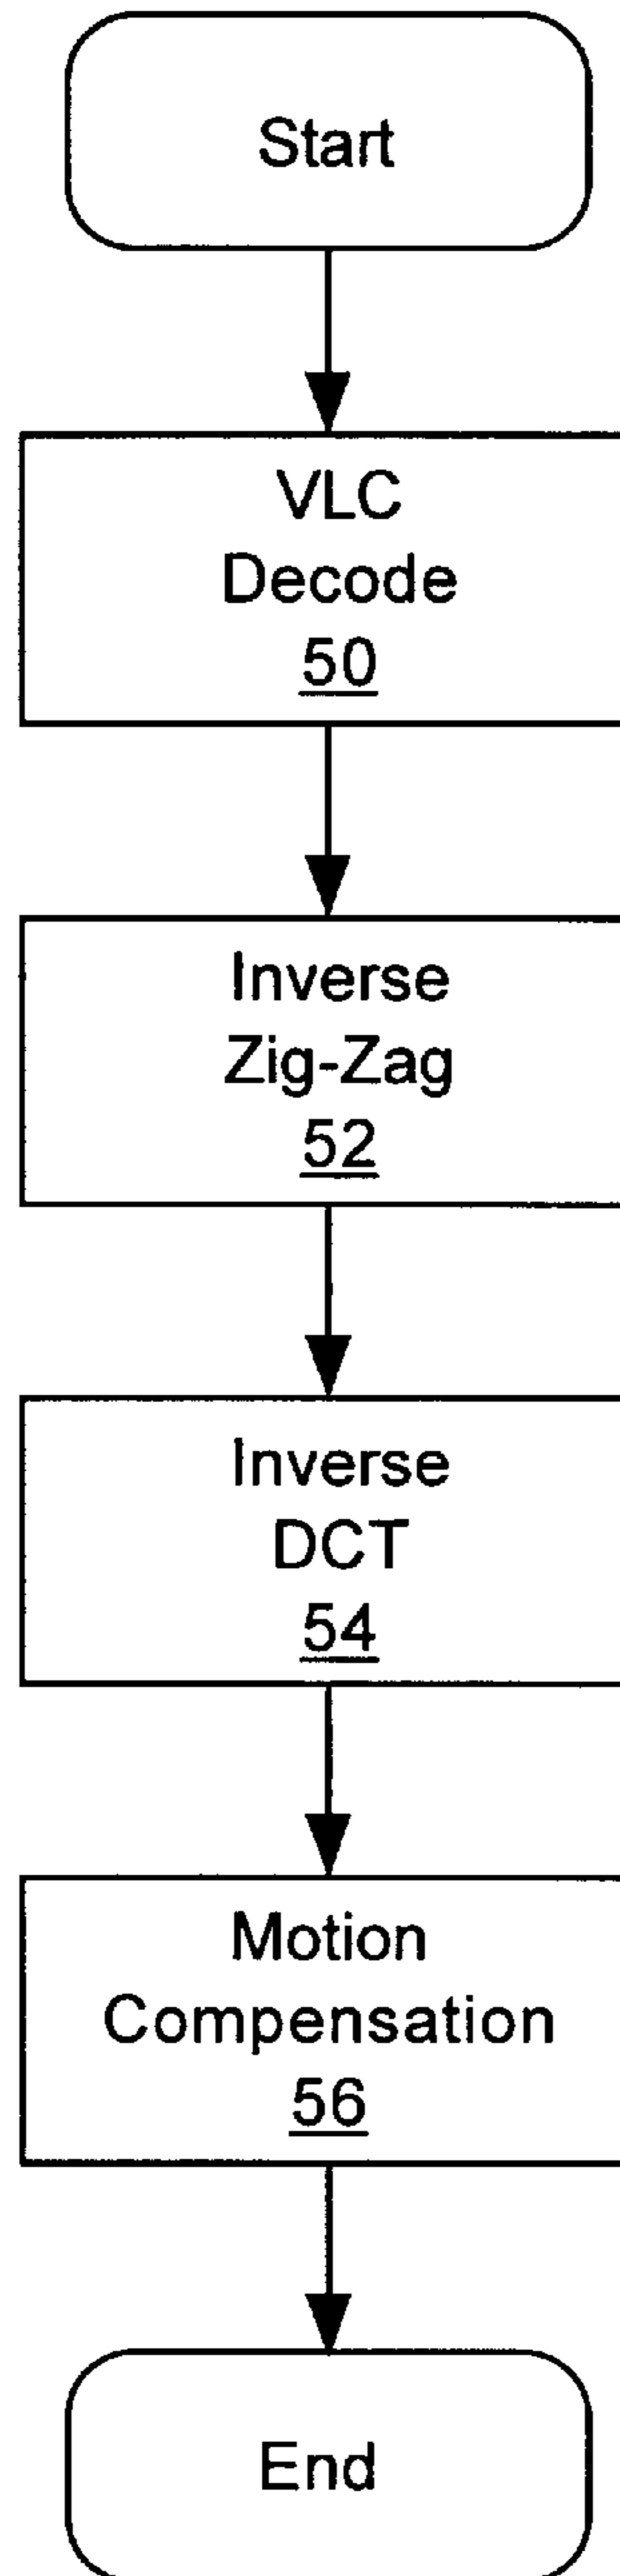 Start
VLC
Decode
50
Inverse
Zig-Zag
52
Inverse
DCT
54
Motion
Compensation
56
End